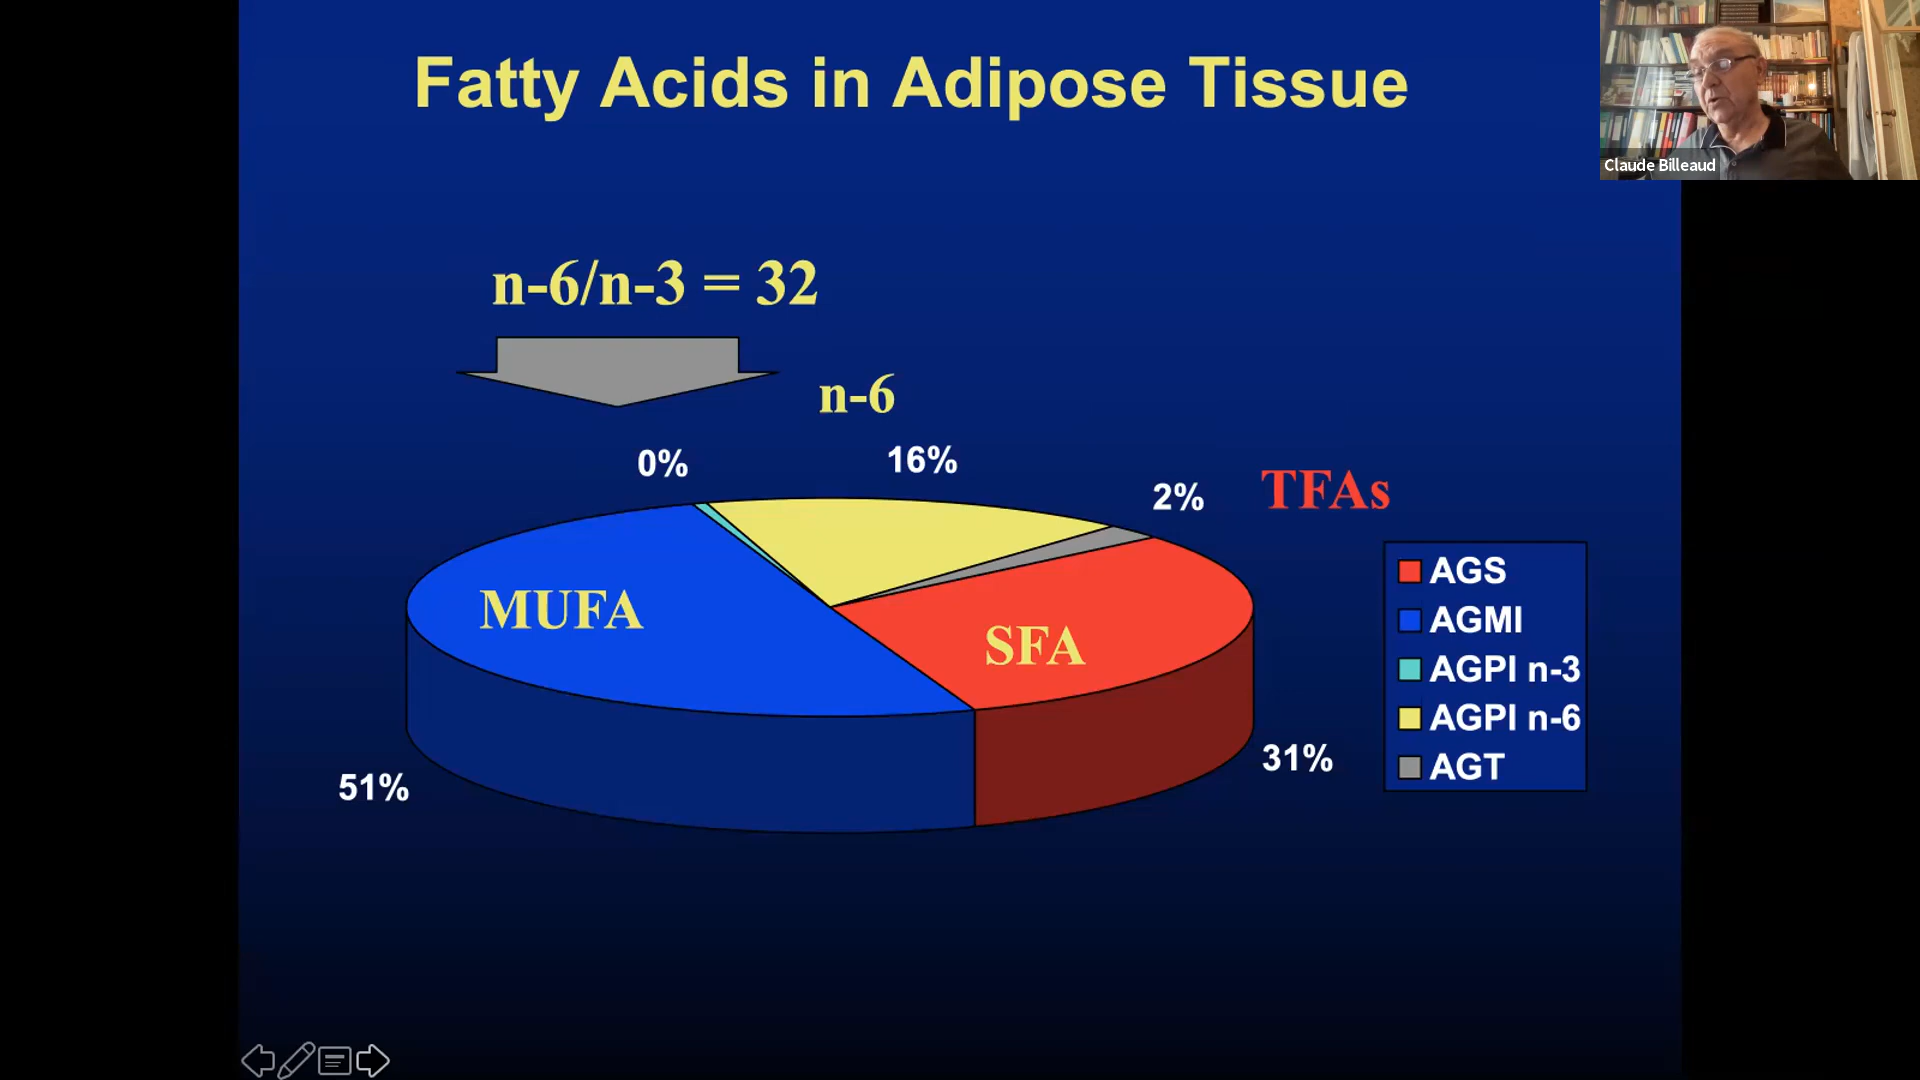 Fatty Acids in Adipose Tissue
Claude Billeaud
n-6/n-3 = 32
n-6
0%
16%
2%
TFAs
MUFA
SFA
51%
31%
AGS
AGMI
AGPI n-3
AGPI n-6
AGT